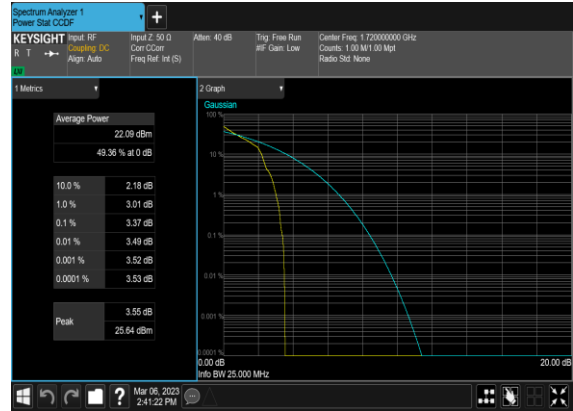 Spectrum Analyzer 1
Power Stat CCDF
KEYSIGHT
R T
LXI
Input: RF
Coupling: DC
Align: Auto
Input Z: 50 Ω
Corr CCorr
Freq Ref: Int (S)
Atten: 40 dB
Trig: Free Run
#IF Gain: Low
Center Freq: 1.720000000 GHz
Counts: 1.00 M/1.00 Mpt
Radio Std: None
1 Metrics
Average Power
22.09 dBm
49.36 % at 0 dB
10.0 % 2.18 dB
1.0 % 3.01 dB
0.1 % 3.37 dB
0.01 % 3.49 dB
0.001 % 3.52 dB
0.0001 % 3.53 dB
Peak
3.55 dB
25.64 dBm
2 Graph
Gaussian
100 %
10 %
1 %
0.1 %
0.01 %
0.001 %
0.0001 %
0.00 dB
20.00 dB
Info BW 25.000 MHz
?
Mar 06, 2023
2:41:22 PM